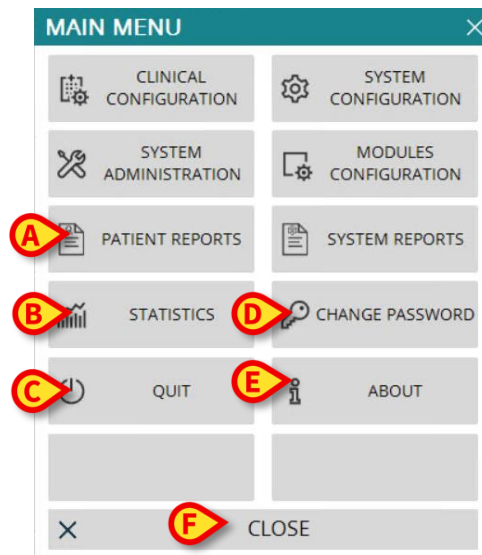 MAIN MENU
CLINICAL
CONFIGURATION
SYSTEM
CONFIGURATION
SYSTEM
ADMINISTRATION
MODULES
CONFIGURATION
A
PATIENT REPORTS
SYSTEM REPORTS
B
STATISTICS
D
CHANGE PASSWORD
C
QUIT
E
ABOUT
F
CLOSE